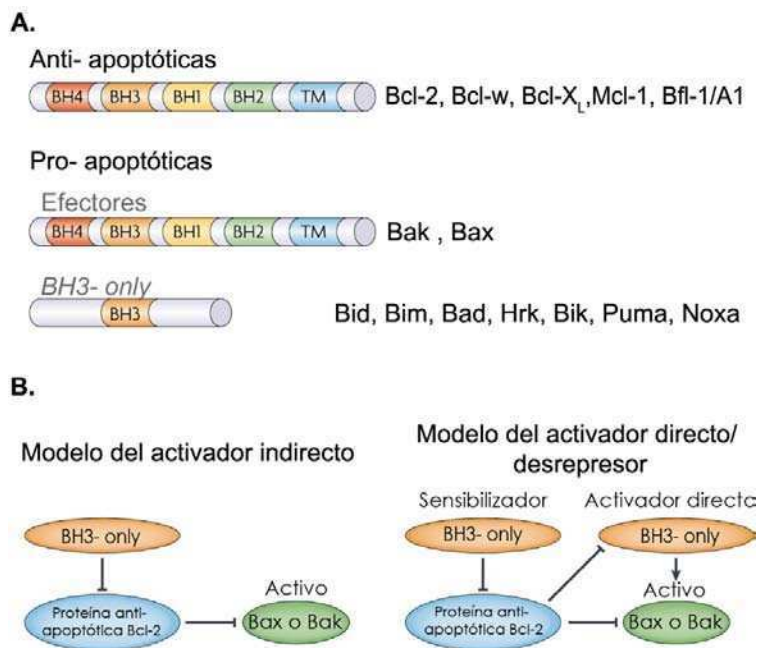 A.
Anti- apoptóticas
BH4 BH3 BH1 BH2 TM Bcl-2, Bcl-w, Bcl-XL,Mcl-1, Bfl-1/A1
Pro- apoptóticas
Efectores
BH4 BH3 BH1 BH2 TM Bak , Bax
BH3- only
BH3 Bid, Bim, Bad, Hrk, Bik, Puma, Noxa
B.
Modelo del activador indirecto
BH3- only
Proteína anti-
apoptótica Bcl-2
Activo
Bax o Bak
Modelo del activador directo/
desrepresor
Sensibilizador Activador directo
BH3- only BH3- only
Proteína anti-
apoptótica Bcl-2
Activo
Bax o Bak